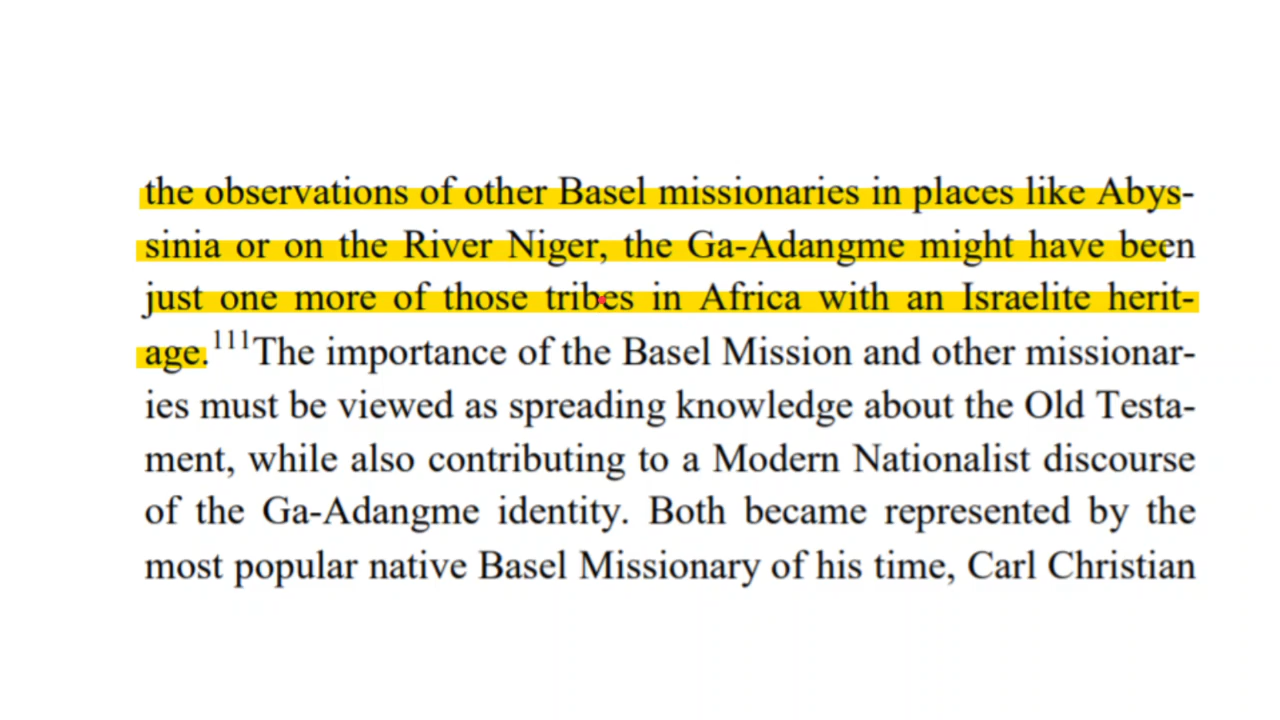 the observations of other Basel missionaries in places like Abys-
sinia or on the River Niger, the Ga-Adangme might have been
just one more of those tribes in Africa with an Israelite herit-
age.111The importance of the Basel Mission and other missionar-
ies must be viewed as spreading knowledge about the Old Testa-
ment, while also contributing to a Modern Nationalist discourse
of the Ga-Adangme identity. Both became represented by the
most popular native Basel Missionary of his time, Carl Christian